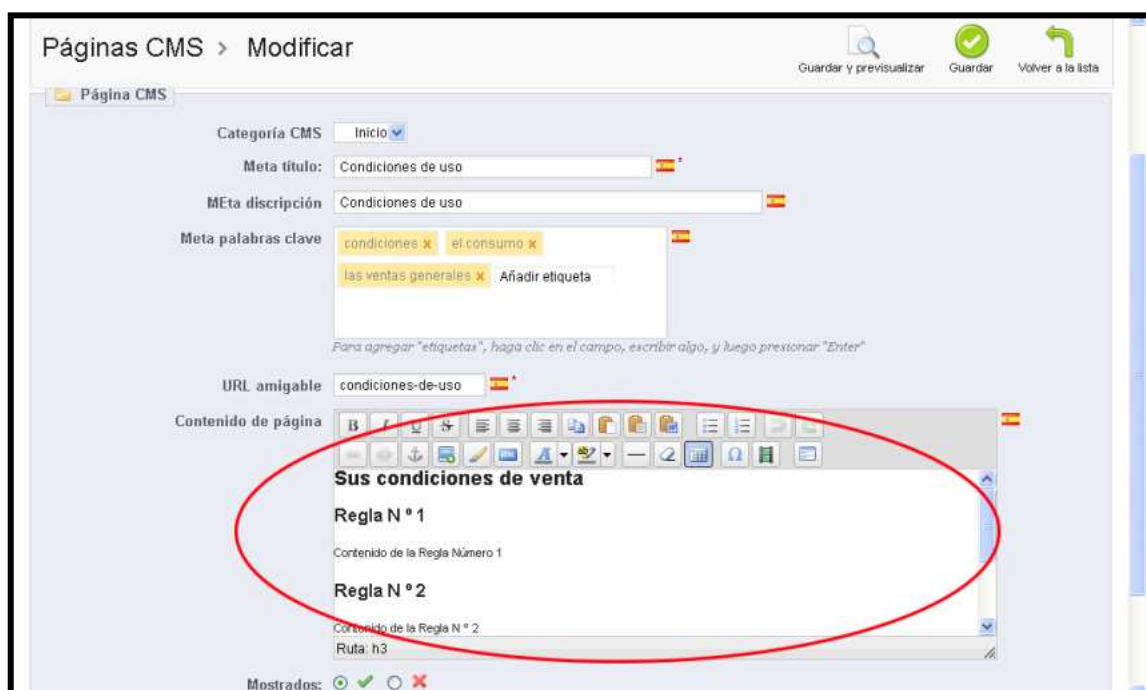 Páginas CMS > Modificar
Guardar y previsualizar Guardar Volver a la lista
Página CMS
Categoría CMS Inicio
Meta título: Condiciones de uso *
MEta discripción Condiciones de uso
Meta palabras clave condiciones x el consumo x
las ventas generales x Añadir etiqueta
Para agregar "etiquetas", haga clic en el campo, escribir algo, y luego presionar "Enter"
URL amigable condiciones-de-uso *
Contenido de página B I U S
A ab Ω
Sus condiciones de venta
Regla N º 1
Contenido de la Regla Número 1
Regla N º 2
Contenido de la Regla N º 2
Ruta: h3
Mostrados: